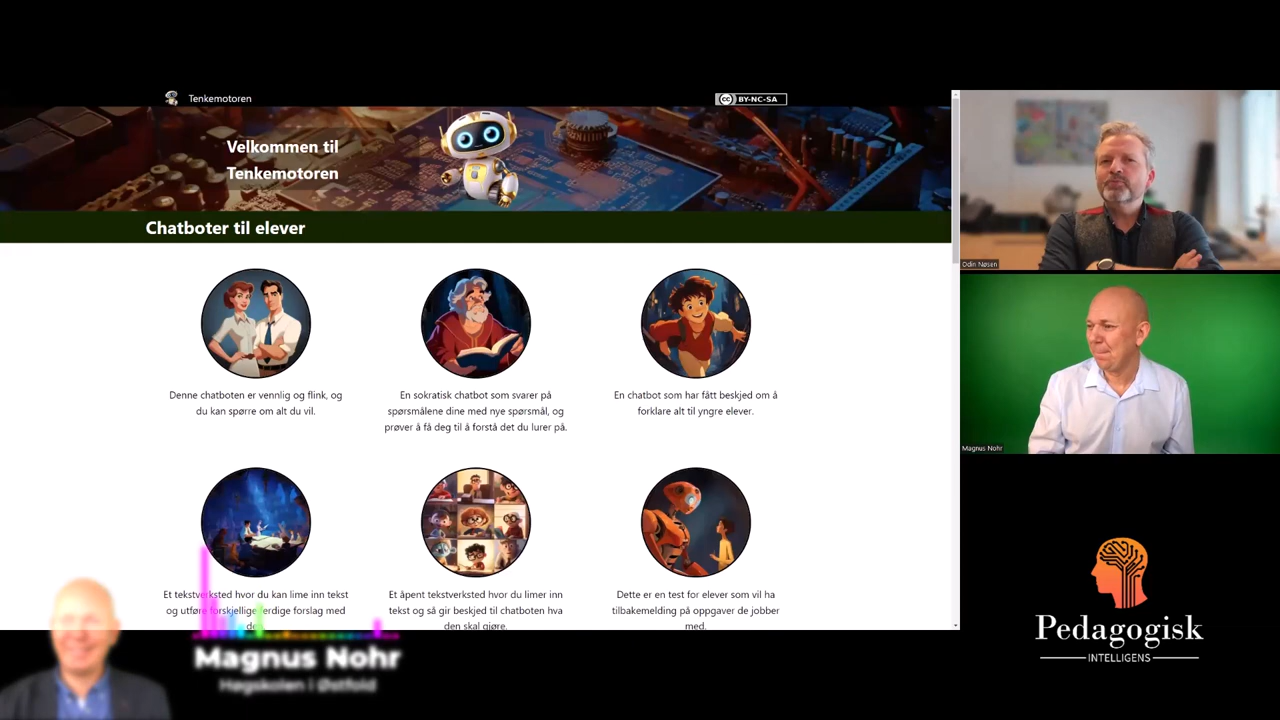 Tenkemotoren
CC BY-NC-SA
Velkommen til
Tenkemotoren
Chatboter til elever
Denne chatboten er vennlig og flink, og
du kan spørre om alt du vil.
En sokratisk chatbot som svarer på
spørsmålene dine med nye spørsmål, og
prøver å få deg til å forstå det du lurer på.
En chatbot som har fått beskjed om å
forklare alt til yngre elever.
Et tekstverksted hvor du kan lime inn tekst
og utføre forskjellige ferdige forslag med
Et åpent tekstverksted hvor du limer inn
tekst og så gir beskjed til chatboten hva
den skal gjøre.
Dette er en test for elever som vil ha
tilbakemelding på oppgaver de jobber
med.
Odin Nøsen
Magnus Nohr
Magnus Nohr
Høgskolen i Østfold
Pedagogisk
INTELLIGENS